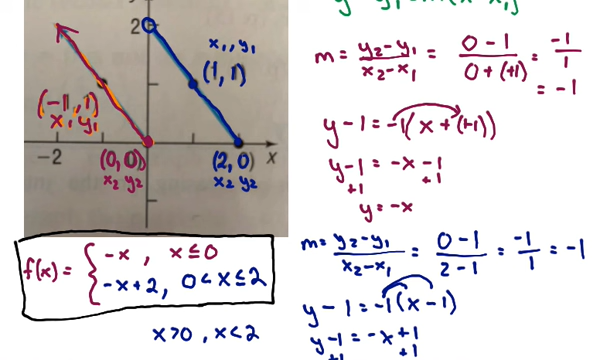 y - y₁ = m(x - x₁)
2
x₁, y₁
(1, 1)
(-1, 1)
x₁ y₁
-2
(0, 0)
x₂ y₂
(2, 0)
x₂ y₂
x
f(x) = { -x , x ≤ 0
-x + 2, 0 < x ≤ 2
x > 0 , x < 2
m = y₂ - y₁ / x₂ - x₁ = 0 - 1 / 0 + (+1) = -1 / 1
= -1
y - 1 = -1(x + (+1))
y - 1 = -x - 1
+1 +1
y = -x
m = y₂ - y₁ / x₂ - x₁ = 0 - 1 / 2 - 1 = -1 / 1 = -1
y - 1 = -1(x - 1)
y - 1 = -x + 1
+1 +1